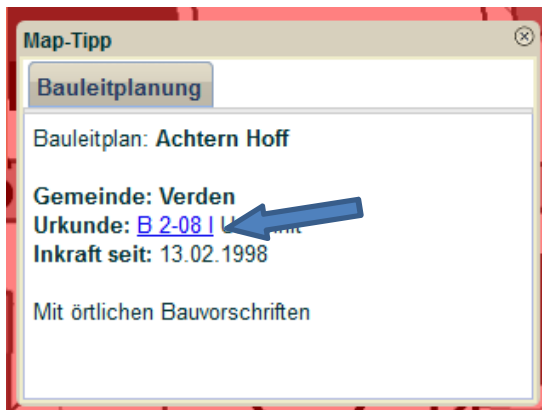 Map-Tipp
Bauleitplanung
Bauleitplan: Achtern Hoff
Gemeinde: Verden
Urkunde: B 2-08 I
Inkraft seit: 13.02.1998
Mit örtlichen Bauvorschriften